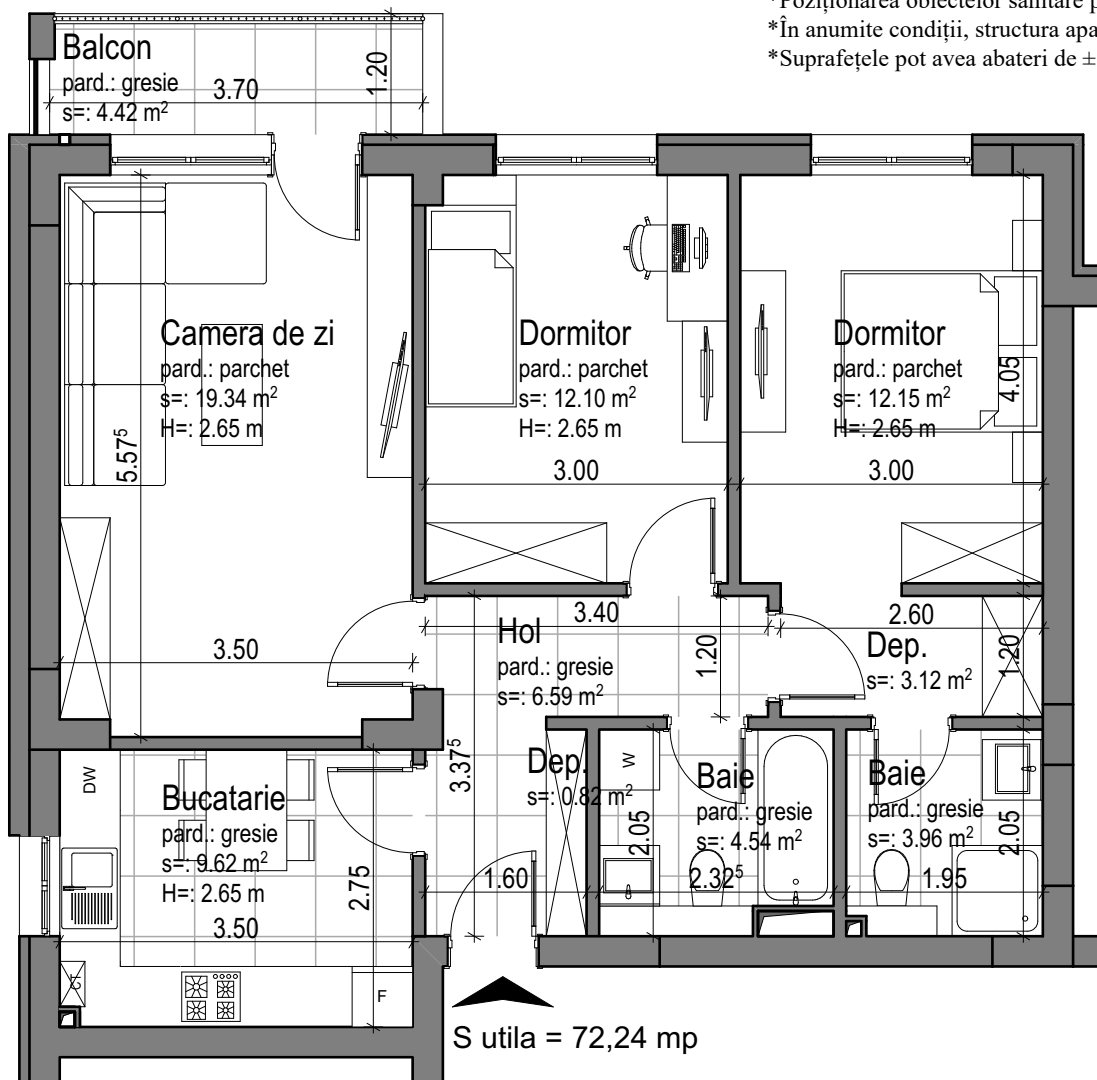 *Poziționarea obiectelor sanitare p
*În anumite condiții, structura apa
*Suprafețele pot avea abateri de ±
Balcon
pard.: gresie
s=: 4.42 m²
3.70
1.20
Camera de zi
pard.: parchet
s=: 19.34 m²
H=: 2.65 m
5.57⁵
3.50
Dormitor
pard.: parchet
s=: 12.10 m²
H=: 2.65 m
3.00
Dormitor
pard.: parchet
s=: 12.15 m²
H=: 2.65 m
4.05
3.00
Hol
pard.: gresie
s=: 6.59 m²
3.40
1.20
3.37⁵
Dep.
s=: 3.12 m²
2.60
1.20
Bucatarie
pard.: gresie
s=: 9.62 m²
H=: 2.65 m
DW
2.75
3.50
CT
F
Dep.
s=: 0.82 m²
1.60
W
Baie
pard.: gresie
s=: 4.54 m²
2.05
2.32⁵
Baie
pard.: gresie
s=: 3.96 m²
2.05
1.95
S utila = 72,24 mp